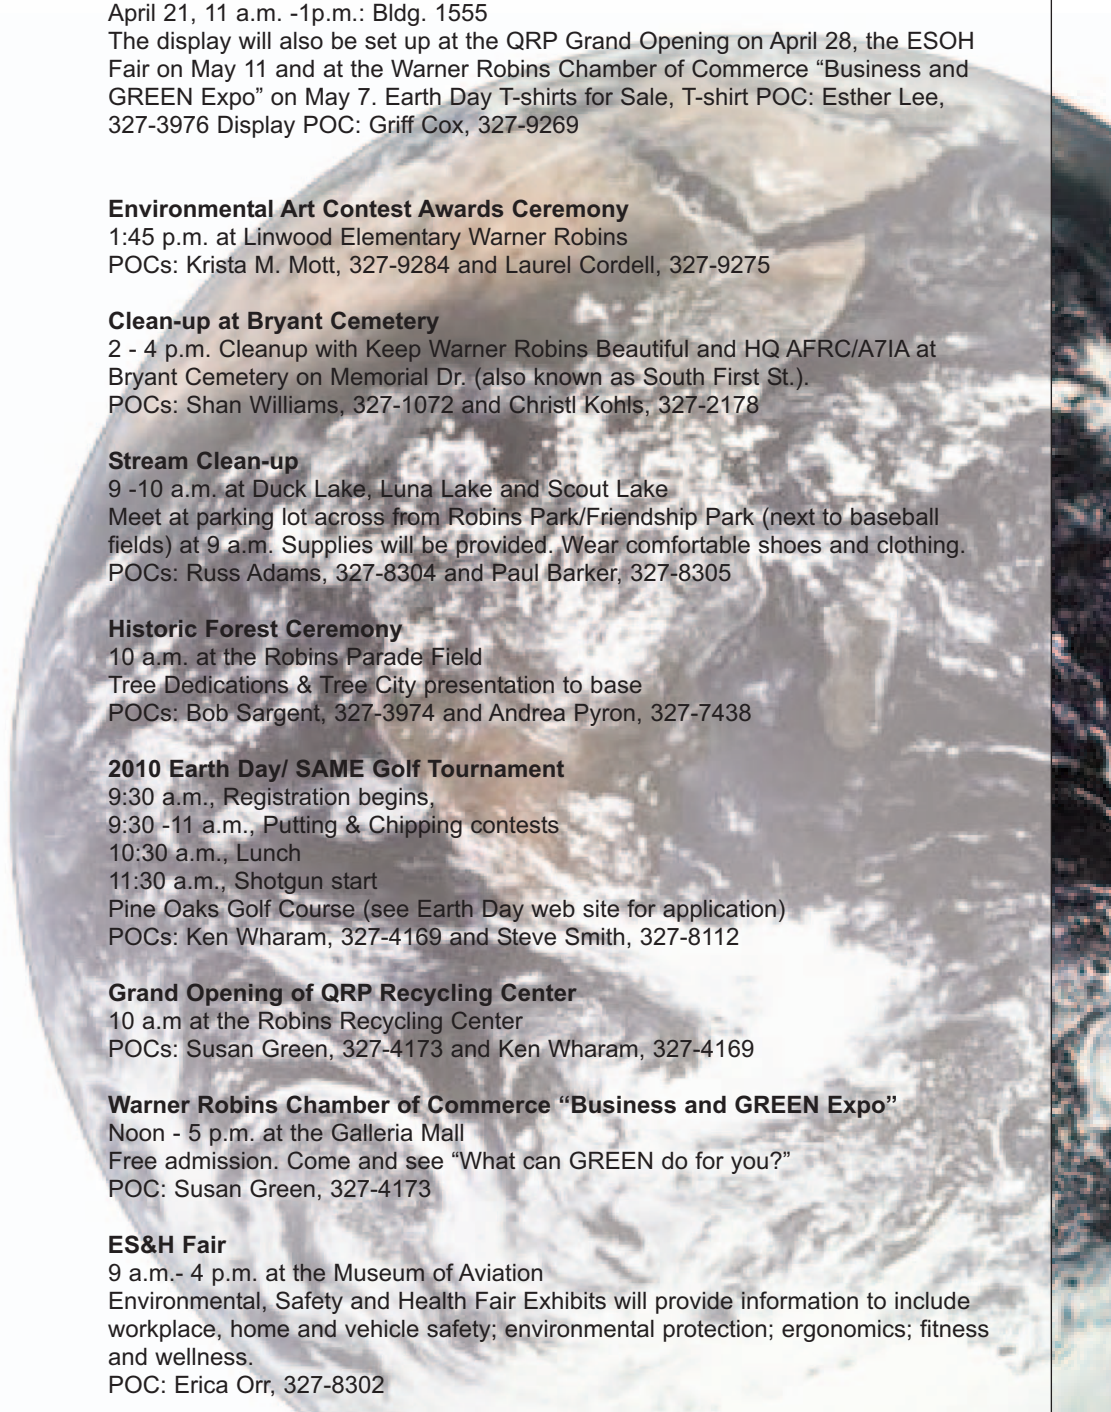 April 21, 11 a.m. -1p.m.: Bldg. 1555
The display will also be set up at the QRP Grand Opening on April 28, the ESOH
Fair on May 11 and at the Warner Robins Chamber of Commerce “Business and
GREEN Expo” on May 7. Earth Day T-shirts for Sale, T-shirt POC: Esther Lee,
327-3976 Display POC: Griff Cox, 327-9269
Environmental Art Contest Awards Ceremony
1:45 p.m. at Linwood Elementary Warner Robins
POCs: Krista M. Mott, 327-9284 and Laurel Cordell, 327-9275
Clean-up at Bryant Cemetery
2 - 4 p.m. Cleanup with Keep Warner Robins Beautiful and HQ AFRC/A7IA at
Bryant Cemetery on Memorial Dr. (also known as South First St.).
POCs: Shan Williams, 327-1072 and Christl Kohls, 327-2178
Stream Clean-up
9 -10 a.m. at Duck Lake, Luna Lake and Scout Lake
Meet at parking lot across from Robins Park/Friendship Park (next to baseball
fields) at 9 a.m. Supplies will be provided. Wear comfortable shoes and clothing.
POCs: Russ Adams, 327-8304 and Paul Barker, 327-8305
Historic Forest Ceremony
10 a.m. at the Robins Parade Field
Tree Dedications & Tree City presentation to base
POCs: Bob Sargent, 327-3974 and Andrea Pyron, 327-7438
2010 Earth Day/ SAME Golf Tournament
9:30 a.m., Registration begins,
9:30 -11 a.m., Putting & Chipping contests
10:30 a.m., Lunch
11:30 a.m., Shotgun start
Pine Oaks Golf Course (see Earth Day web site for application)
POCs: Ken Wharam, 327-4169 and Steve Smith, 327-8112
Grand Opening of QRP Recycling Center
10 a.m at the Robins Recycling Center
POCs: Susan Green, 327-4173 and Ken Wharam, 327-4169
Warner Robins Chamber of Commerce “Business and GREEN Expo”
Noon - 5 p.m. at the Galleria Mall
Free admission. Come and see “What can GREEN do for you?”
POC: Susan Green, 327-4173
ES&H Fair
9 a.m.- 4 p.m. at the Museum of Aviation
Environmental, Safety and Health Fair Exhibits will provide information to include
workplace, home and vehicle safety; environmental protection; ergonomics; fitness
and wellness.
POC: Erica Orr, 327-8302